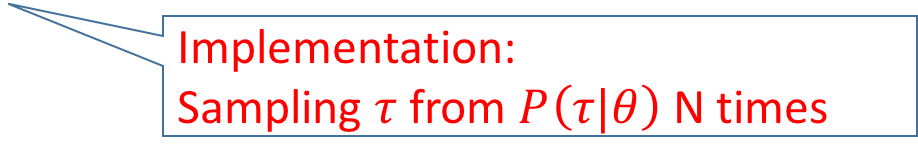 Implementation:
Sampling 𝜏 from 𝑃(𝜏|𝜃) N times